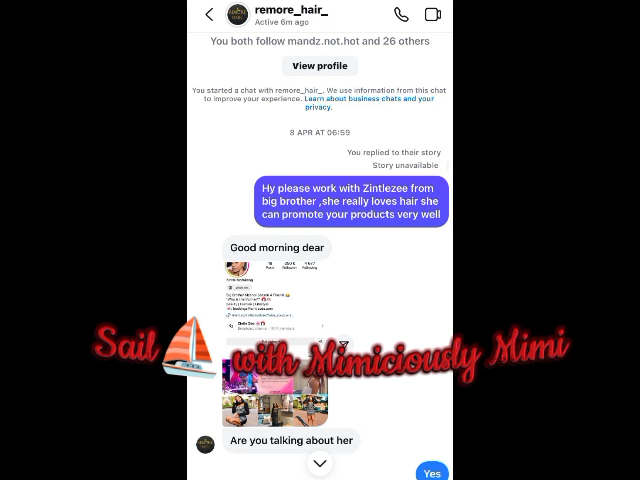 remore_hair_
Active 6m ago
You both follow mandz.not.hot and 26 others
View profile
You started a chat with remore_hair_. We use information from this chat
to improve your experience. Learn about business chats and your
privacy.
8 APR AT 06:59
You replied to their story
Story unavailable
Hy please work with Zintlezee from
big brother ,she really loves hair she
can promote your products very well
Good morning dear
Sail with Mimiciously Mimi
Are you talking about her
Yes